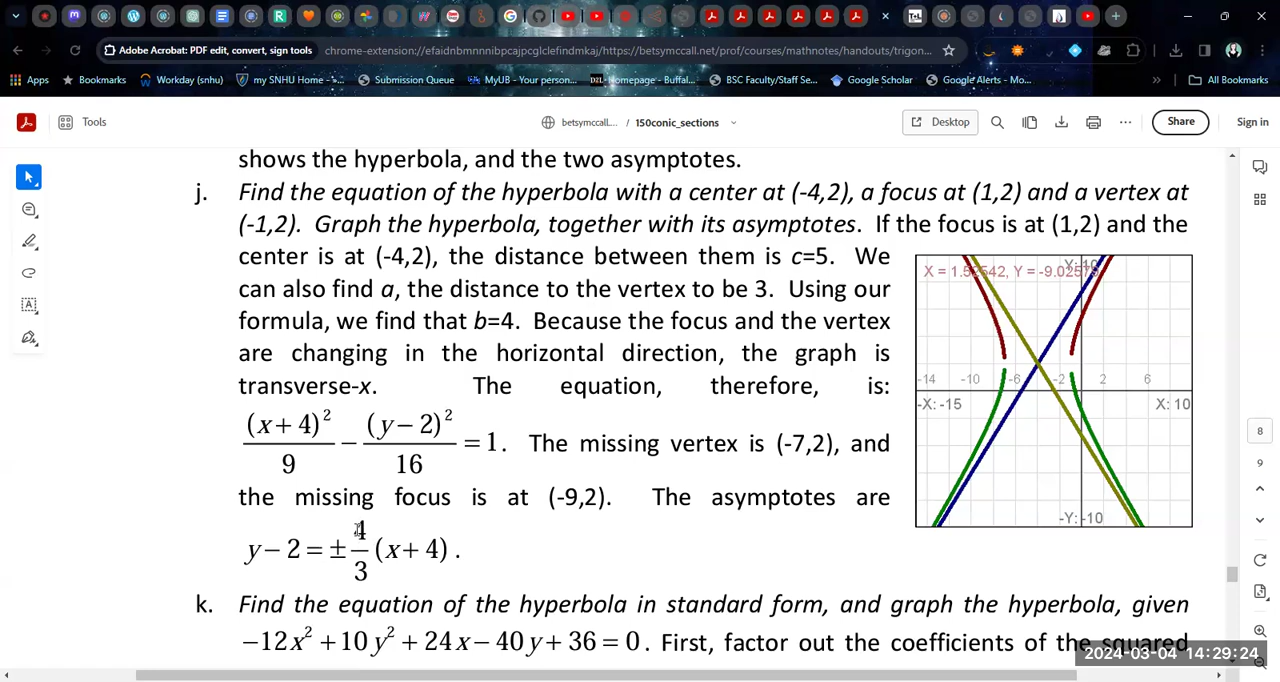 Adobe Acrobat: PDF edit, convert, sign tools
chrome-extension://efaidnbmnnnibpcajpcglclefindmkaj/https://betsymccall.net/prof/courses/mathnotes/handouts/trigon...
Apps
Bookmarks
Workday (snhu)
my SNHU Home - ...
Submission Queue
MyUB - Your person...
D2L
Homepage - Buffal...
BSC Faculty/Staff Se...
Google Scholar
Google Alerts - Mo...
»
All Bookmarks
Tools
betsymccall... / 150conic_sections
Desktop
Share
Sign in
shows the hyperbola, and the two asymptotes.
j. Find the equation of the hyperbola with a center at (-4,2), a focus at (1,2) and a vertex at
(-1,2). Graph the hyperbola, together with its asymptotes. If the focus is at (1,2) and the
center is at (-4,2), the distance between them is c=5. We
can also find a, the distance to the vertex to be 3. Using our
formula, we find that b=4. Because the focus and the vertex
are changing in the horizontal direction, the graph is
transverse-x. The equation, therefore, is:
(x+4)²/9 − (y−2)²/16 = 1. The missing vertex is (-7,2), and
the missing focus is at (-9,2). The asymptotes are
y−2 = ±4/3(x+4).
X = 1.52542, Y = -9.0257
Y: 10
-14 -10 -6 -2 2 6
-X: -15
X: 10
-Y: -10
k. Find the equation of the hyperbola in standard form, and graph the hyperbola, given
−12x² + 10y² + 24x − 40y + 36 = 0. First, factor out the coefficients of the squared
8
9
2024-03-04 14:29:24